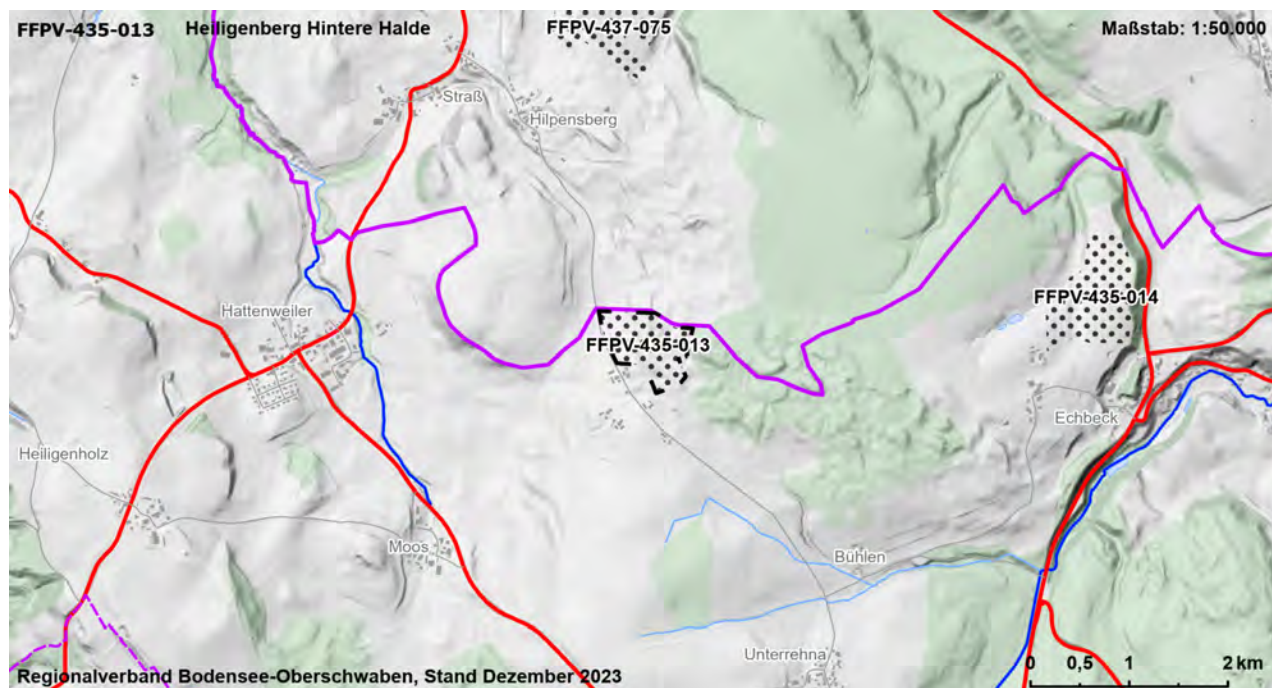 FFPV-435-013 Heiligenberg Hintere Halde FFPV-437-075 Maßstab: 1:50.000
Straß
Hilpensberg
FFPV-435-014
Hattenweiler
FFPV-435-013
Echbeck
Heiligenholz
Moos
Bühlen
Unterrehna
0 0,5 1 2 km
Regionalverband Bodensee-Oberschwaben, Stand Dezember 2023